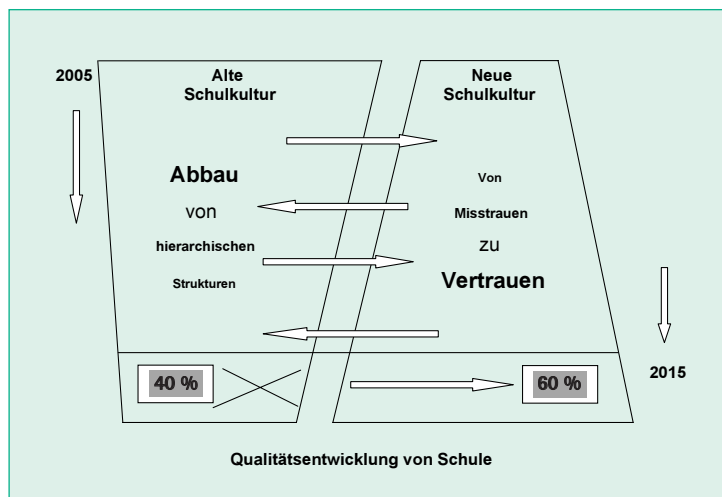 2005
Alte
Schulkultur
Neue
Schulkultur
Abbau
von
hierarchischen
Strukturen
Von
Misstrauen
zu
Vertrauen
40 %
60 %
2015
Qualitätsentwicklung von Schule